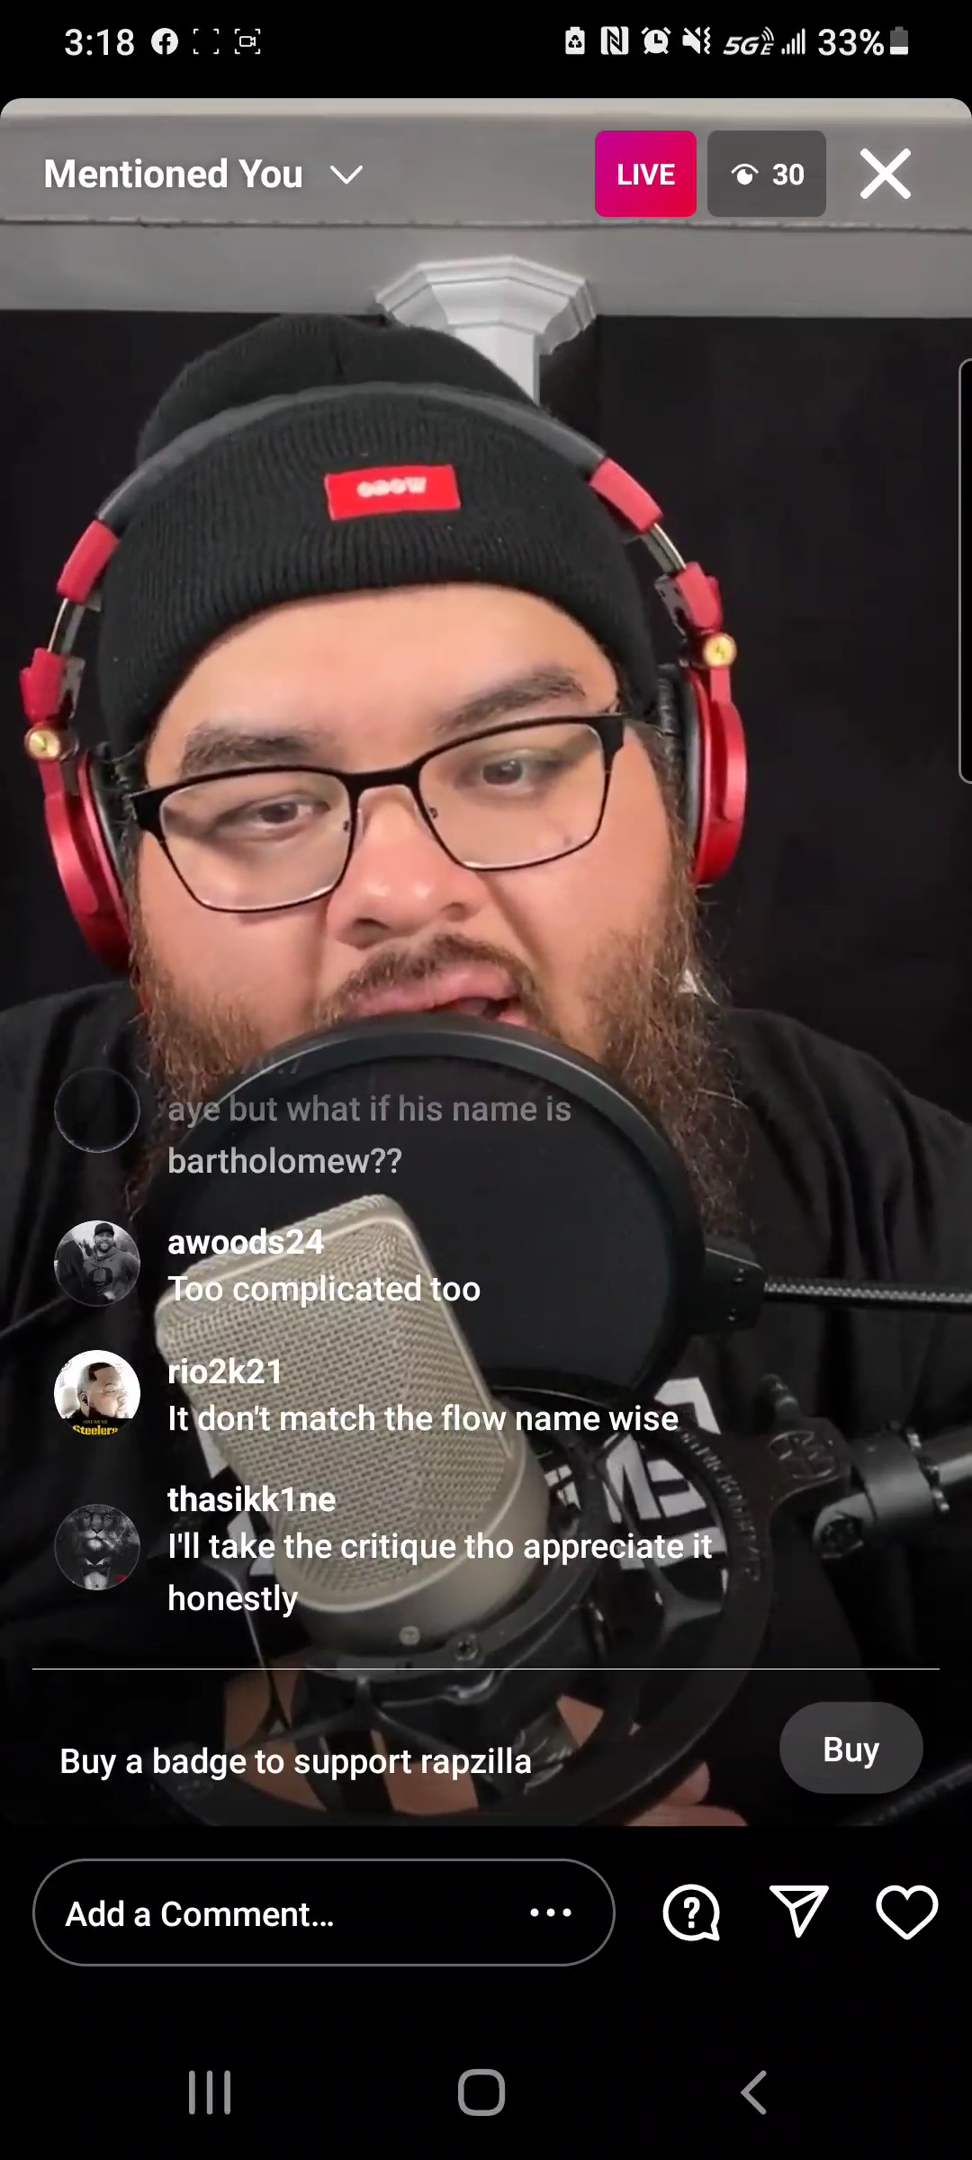 3:18
5GE 33%
Mentioned You
LIVE
30
aye but what if his name is
bartholomew??
awoods24
Too complicated too
rio2k21
It don't match the flow name wise
Steelers
thasikk1ne
I'll take the critique tho appreciate it
honestly
Buy a badge to support rapzilla
Buy
Add a Comment...